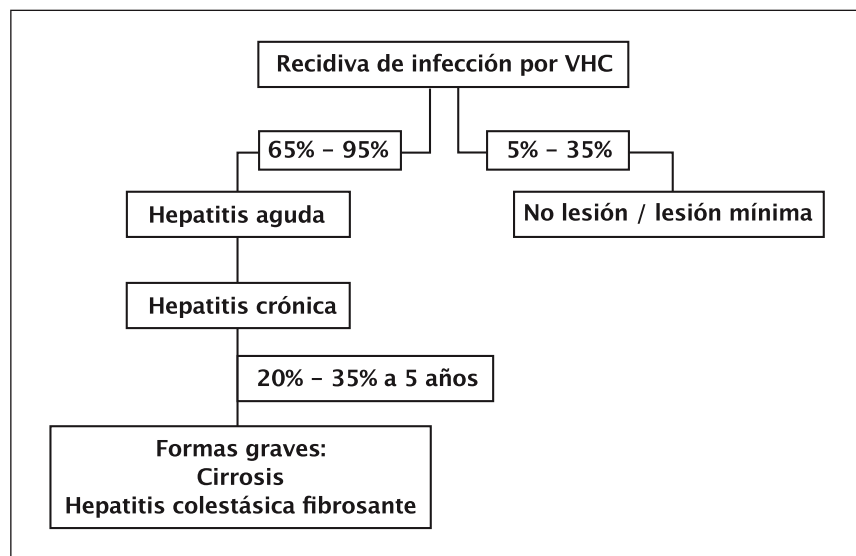 Recidiva de infección por VHC
65% – 95%
5% – 35%
Hepatitis aguda
No lesión / lesión mínima
Hepatitis crónica
20% – 35% a 5 años
Formas graves:
Cirrosis
Hepatitis colestásica fibrosante